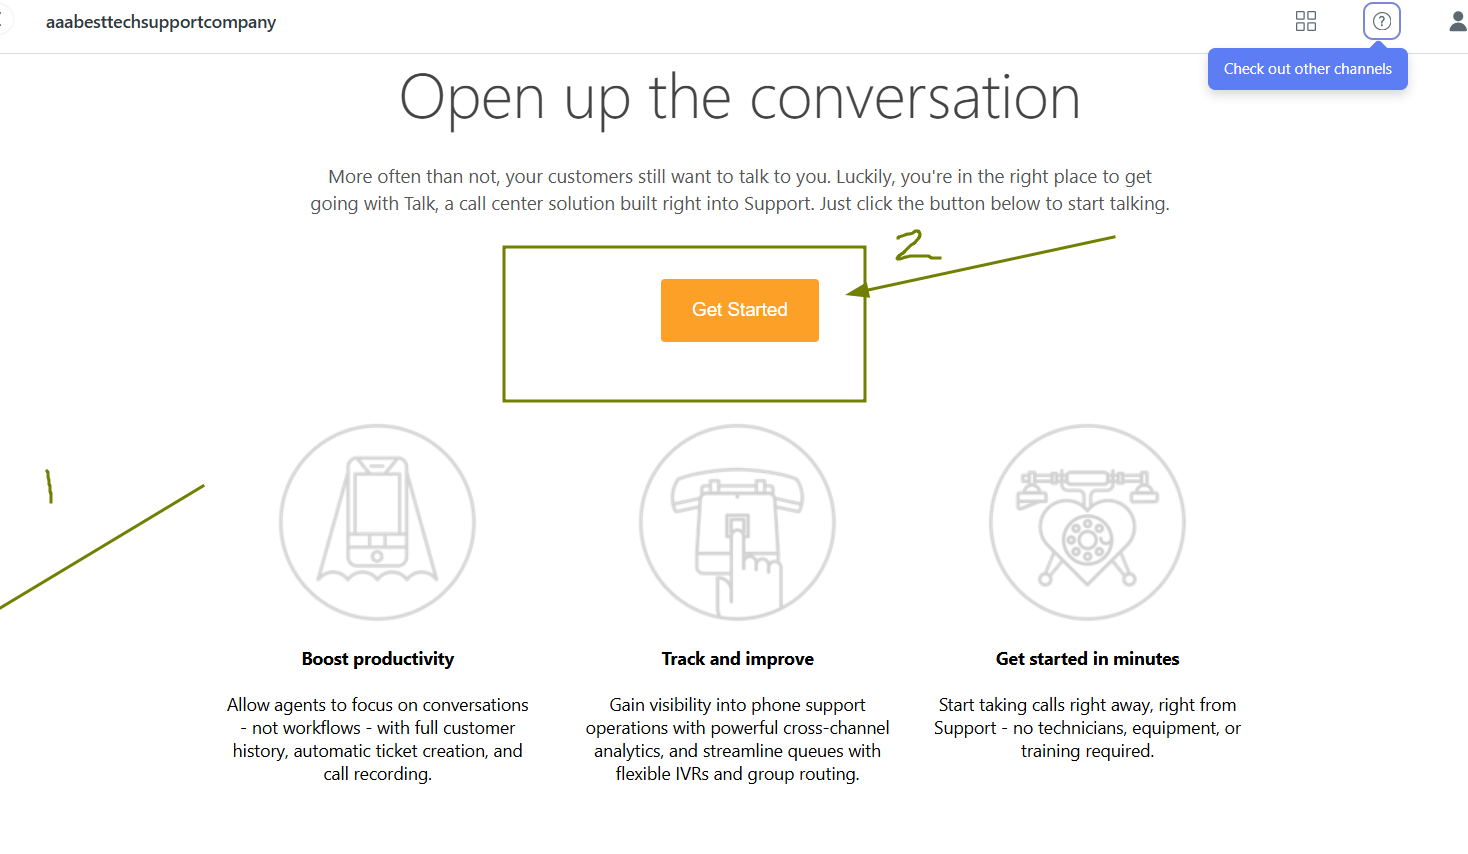 aaabesttechsupportcompany
Check out other channels
Open up the conversation
More often than not, your customers still want to talk to you. Luckily, you're in the right place to get
going with Talk, a call center solution built right into Support. Just click the button below to start talking.
2
Get Started
1
Boost productivity
Allow agents to focus on conversations
- not workflows - with full customer
history, automatic ticket creation, and
call recording.
Track and improve
Gain visibility into phone support
operations with powerful cross-channel
analytics, and streamline queues with
flexible IVRs and group routing.
Get started in minutes
Start taking calls right away, right from
Support - no technicians, equipment, or
training required.